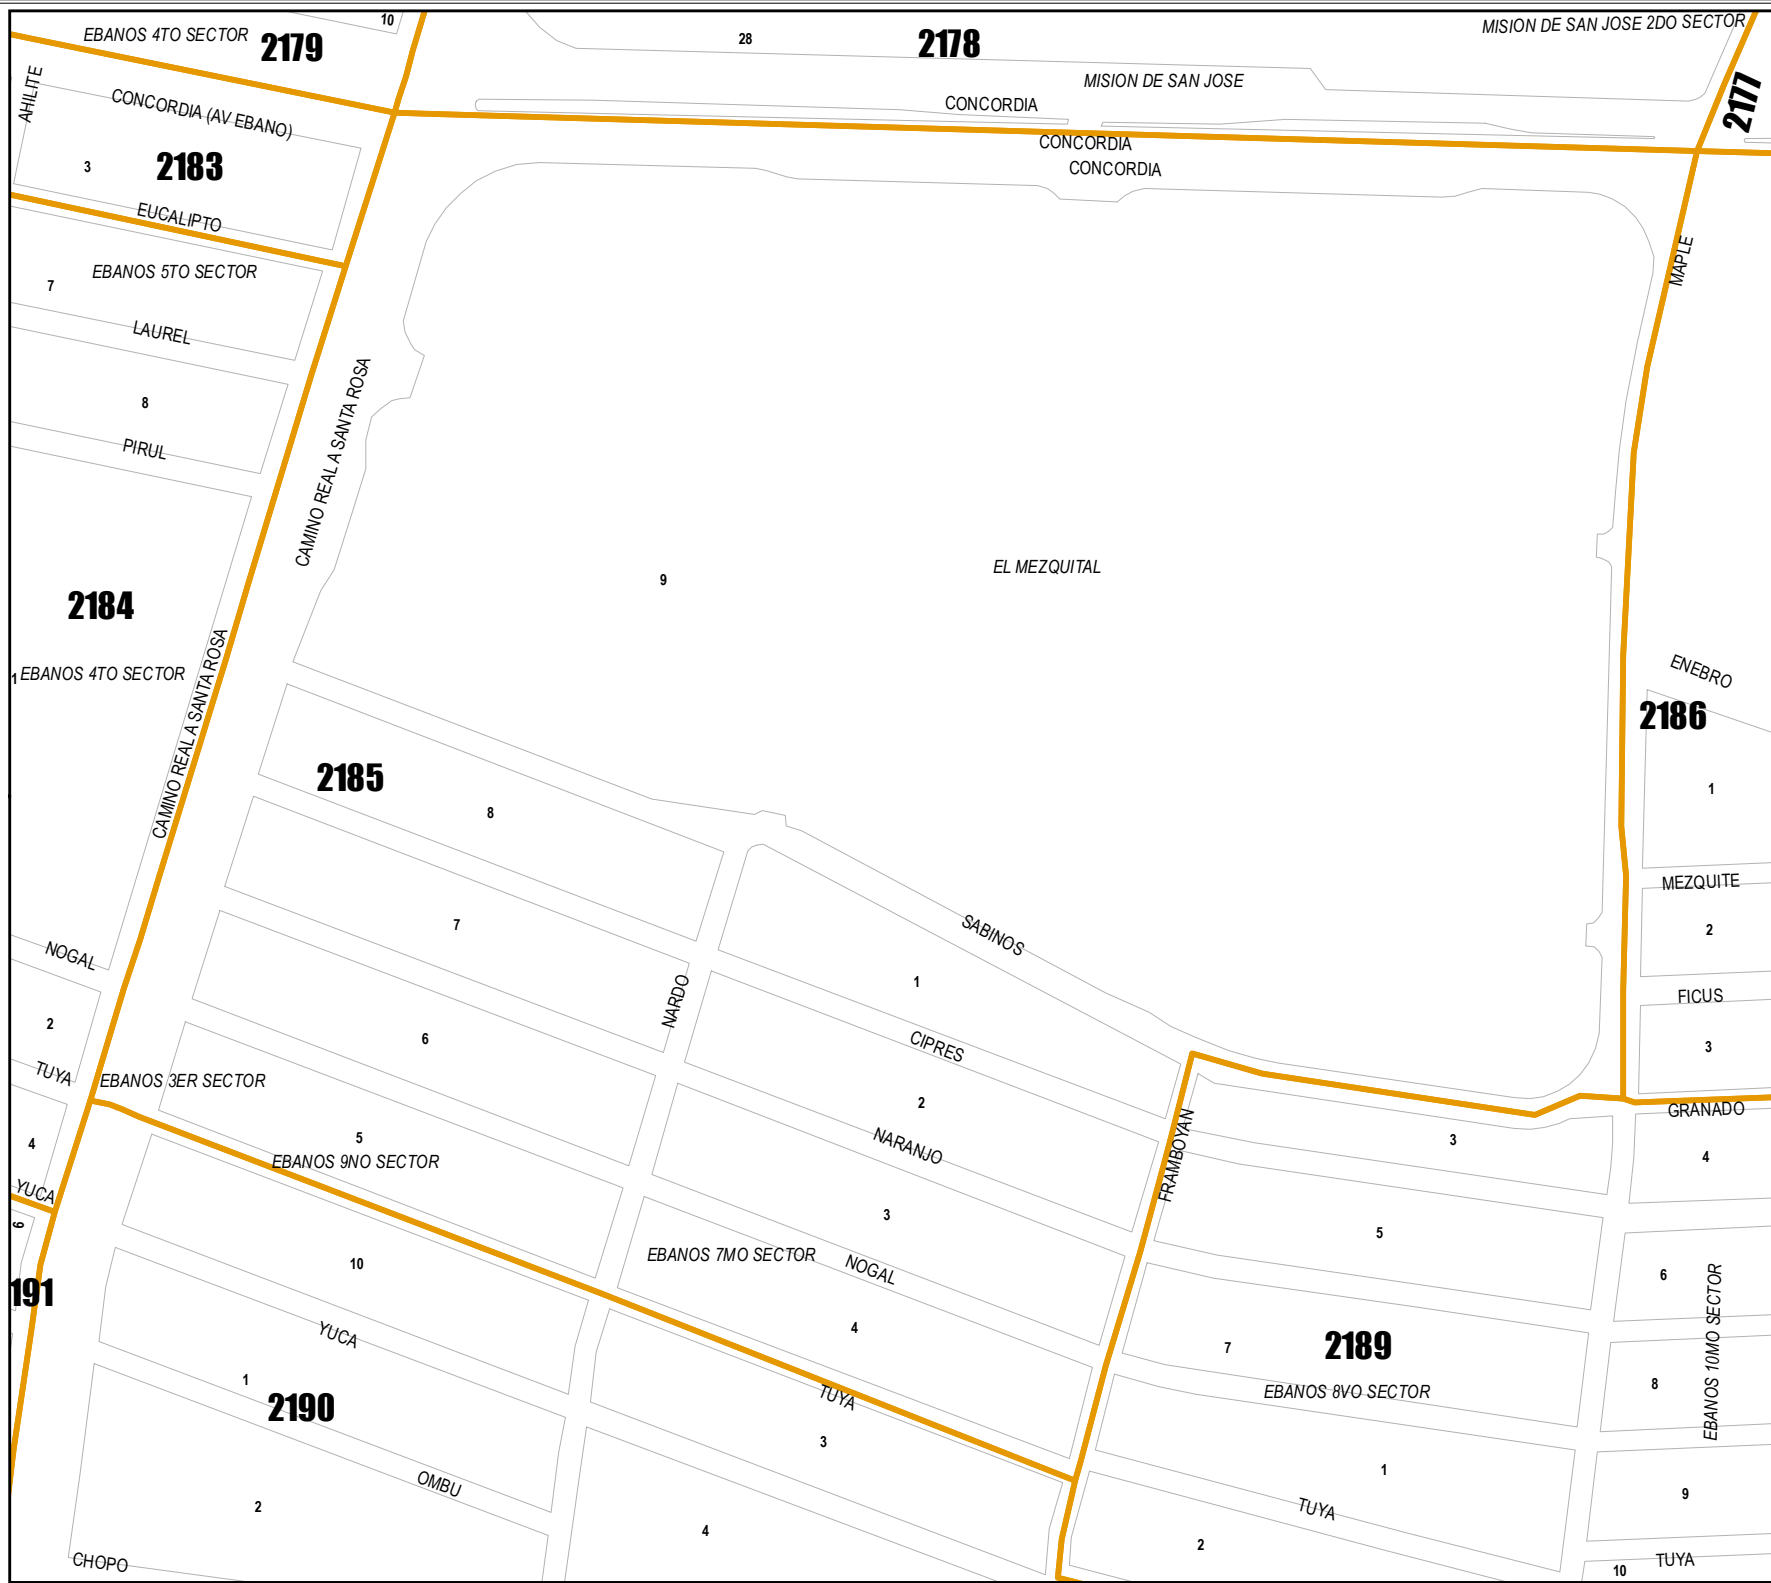 10
EBANOS 4TO SECTOR
2179
28
2178
MISION DE SAN JOSE 2DO SECTOR
MISION DE SAN JOSE
2177
AHILITE
CONCORDIA (AV EBANO)
CONCORDIA
CONCORDIA
CONCORDIA
3
2183
EUCALIPTO
MAPLE
EBANOS 5TO SECTOR
7
LAUREL
8
CAMINO REAL A SANTA ROSA
PIRUL
EL MEZQUITAL
9
2184
EBANOS 4TO SECTOR
1
CAMINO REAL A SANTA ROSA
ENEBRO
2186
2185
1
8
MEZQUITE
7
SABINOS
2
NOGAL
1
NARDO
FICUS
2
6
CIPRES
3
TUYA
EBANOS 3ER SECTOR
2
GRANADO
4
5
NARANJO
FRAMBOYAN
3
4
EBANOS 9NO SECTOR
YUCA
3
5
6
EBANOS 7MO SECTOR
10
NOGAL
6
191
EBANOS 10MO SECTOR
YUCA
4
7
2189
1
TUYA
EBANOS 8VO SECTOR
8
2190
3
1
OMBU
9
2
4
TUYA
2
CHOPO
10
TUYA